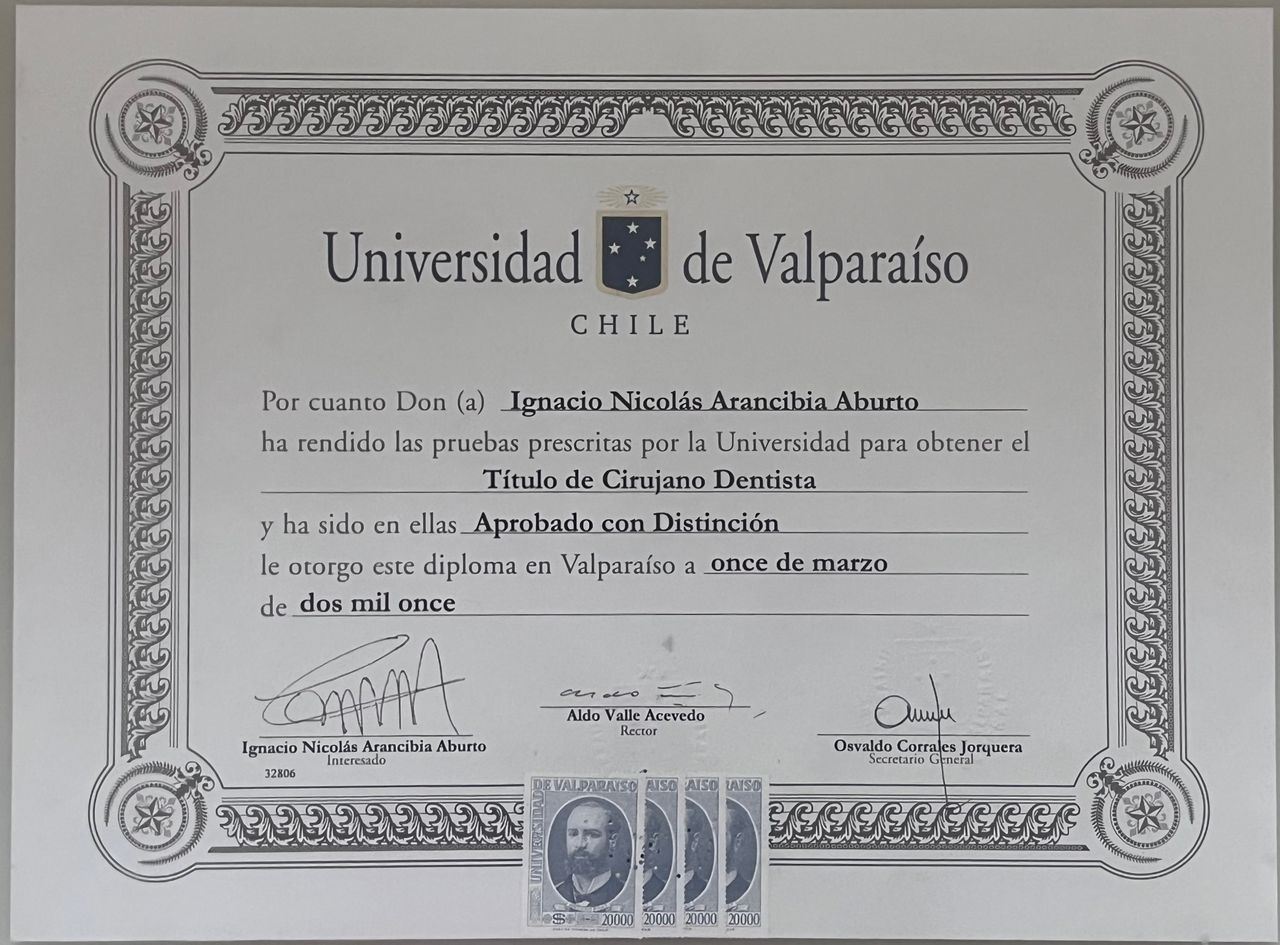 Universidad de Valparaíso
CHILE
Por cuanto Don (a) Ignacio Nicolás Arancibia Aburto
ha rendido las pruebas prescritas por la Universidad para obtener el
Título de Cirujano Dentista
y ha sido en ellas Aprobado con Distinción
le otorgo este diploma en Valparaíso a once de marzo
de dos mil once
Ignacio Nicolás Arancibia Aburto
Interesado
32806
Aldo Valle Acevedo
Rector
Osvaldo Corrales Jorquera
Secretario General
UNIVERSIDAD DE VALPARAISO
AISO
AISO
RAISO
$ 20000
20000
20000
20000